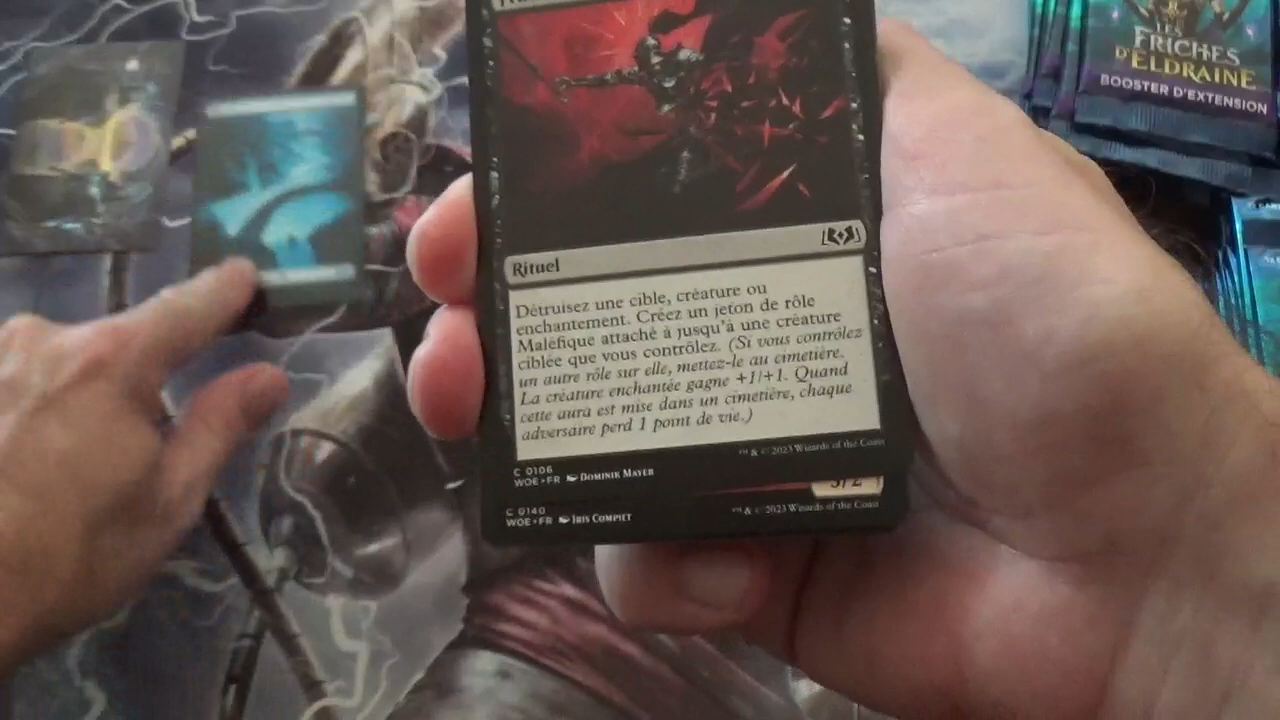 LES
FRICHES
D'ELDRAINE
BOOSTER D'EXTENSION
Rituel
Détruisez une cible, créature ou
enchantement. Créez un jeton de rôle
Maléfique attaché à jusqu'à une créature
ciblée que vous contrôlez. (Si vous contrôlez
un autre rôle sur elle, mettez-le au cimetière.
La créature enchantée gagne +1/+1. Quand
cette aura est mise dans un cimetière, chaque
adversaire perd 1 point de vie.)
C 0106
WOE • FR DOMINIK MAYER
™ & © 2023 Wizards of the Coast
3/2
C 0140
WOE • FR IRIS COMPIET
™ & © 2023 Wizards of the Coast